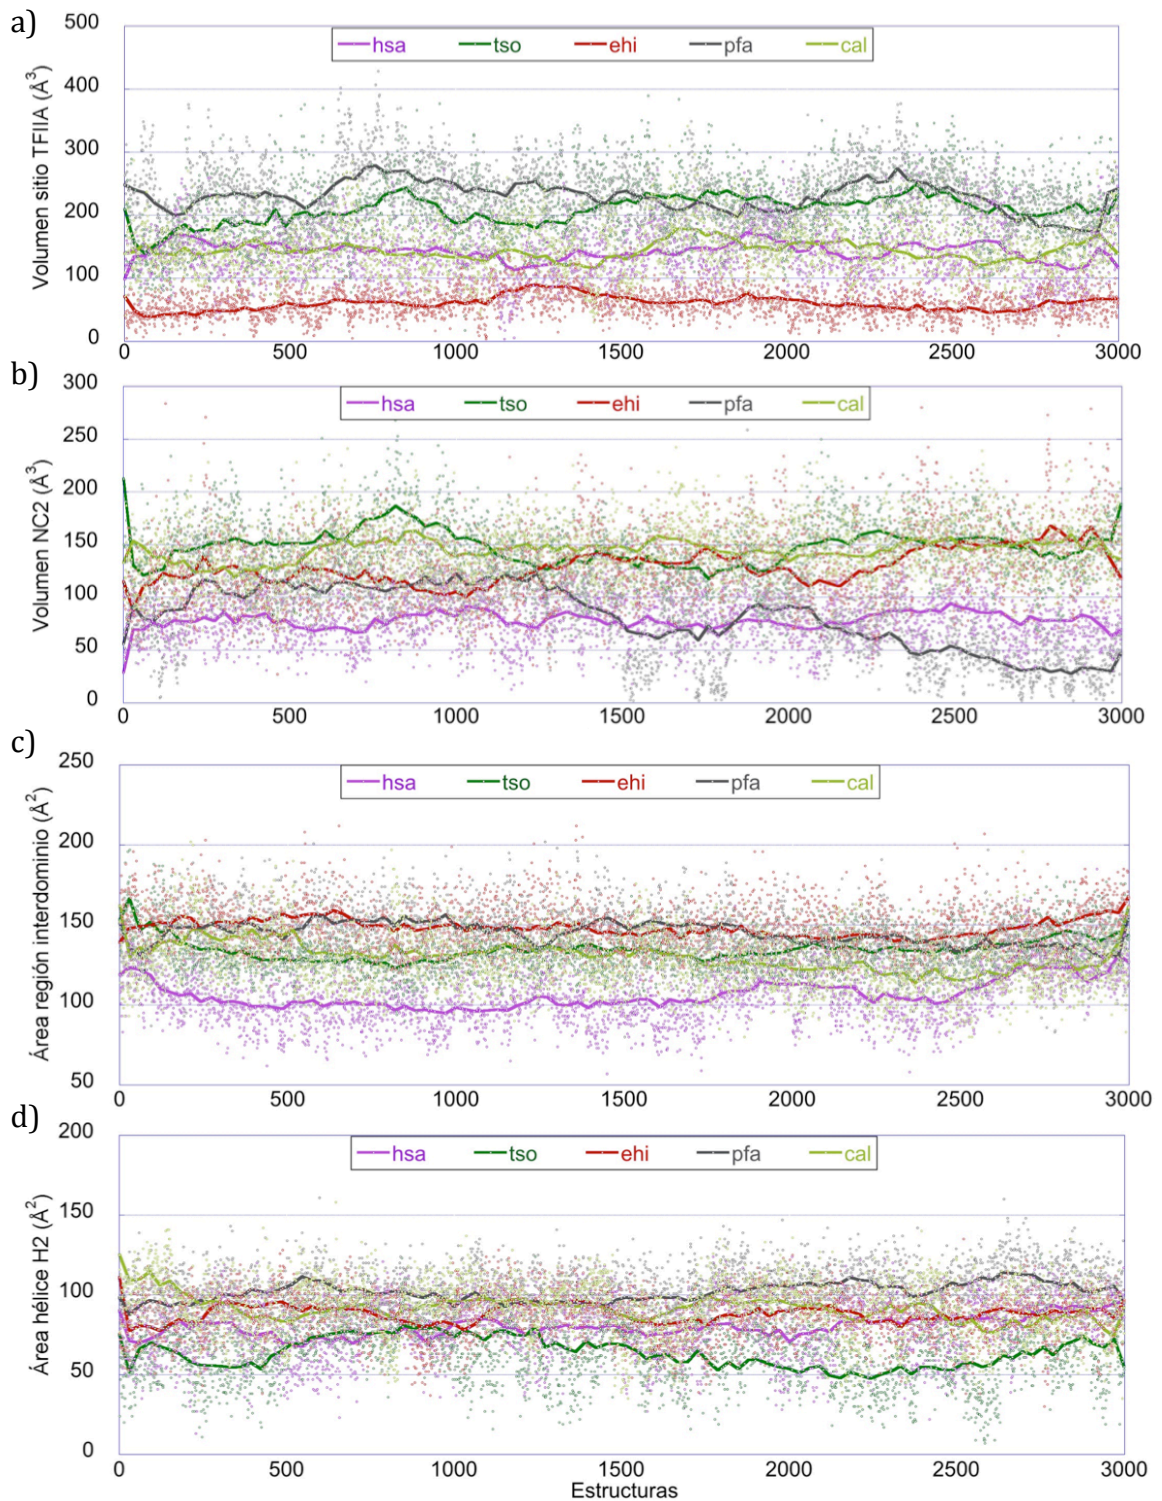 a)
Volumen sitio TFIIA (Å³)
500
400
300
200
100
0
hsa tso ehi pfa cal
0 500 1000 1500 2000 2500 3000
b)
Volumen NC2 (Å³)
300
250
200
150
100
50
0
hsa tso ehi pfa cal
0 500 1000 1500 2000 2500 3000
c)
Área región interdominio (Å²)
250
200
150
100
50
hsa tso ehi pfa cal
0 500 1000 1500 2000 2500 3000
d)
Área hélice H2 (Å²)
200
150
100
50
0
hsa tso ehi pfa cal
0 500 1000 1500 2000 2500 3000
Estructuras